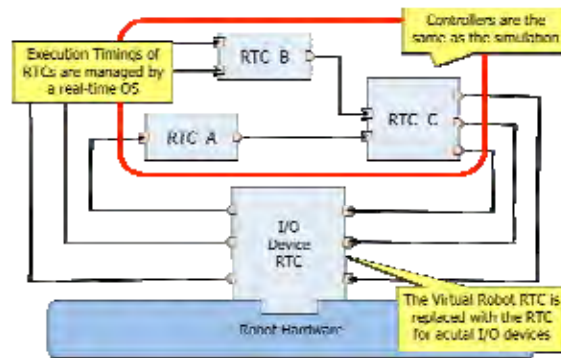 Execution Timings of
RTCs are managed by
a real-time OS
Controllers are the
same as the simulation
RTC B
RTC A
RTC C
I/O
Device
RTC
The Virtual Robot RTC is
replaced with the RTC
for acutal I/O devices
Robot Hardware